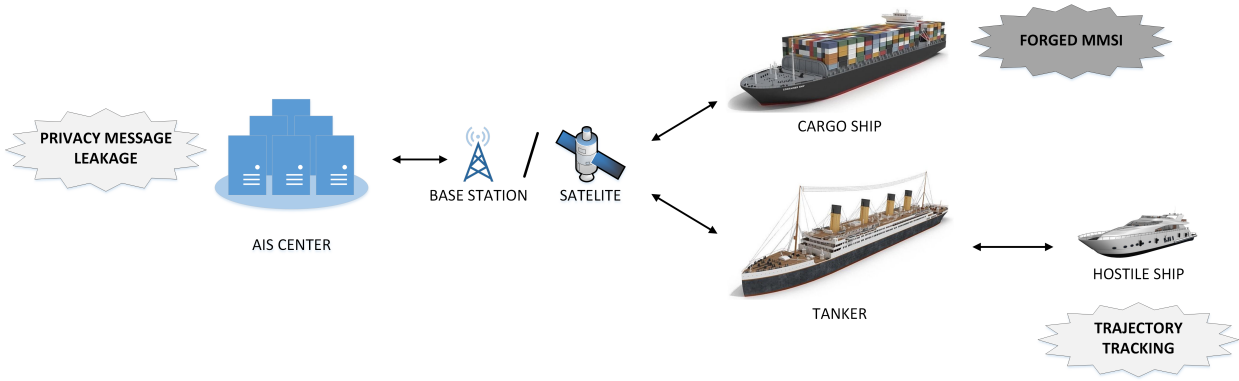 FORGED MMSI
CARGO SHIP
PRIVACY MESSAGE
LEAKAGE
BASE STATION
/
SATELITE
AIS CENTER
TANKER
HOSTILE SHIP
TRAJECTORY
TRACKING